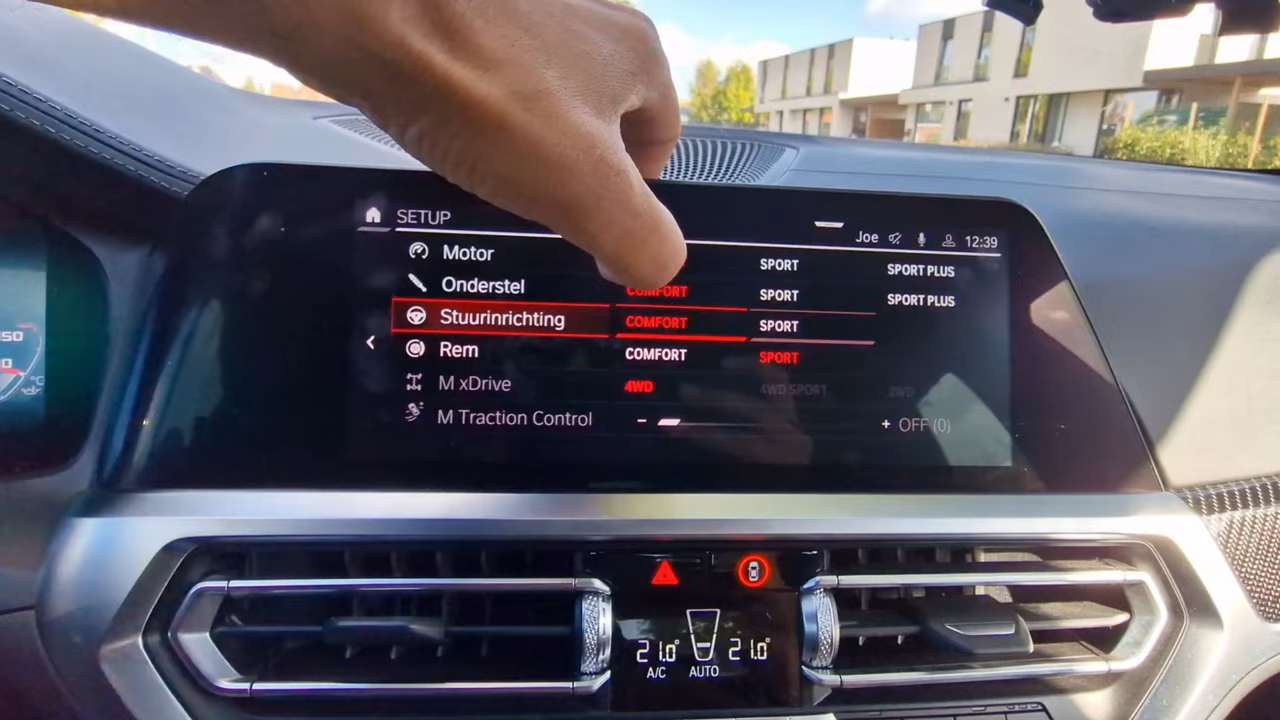 SETUP
Joe 12:39
Motor SPORT SPORT PLUS
Onderstel COMFORT SPORT SPORT PLUS
Stuurinrichting COMFORT SPORT
Rem COMFORT SPORT
M xDrive 4WD 4WD SPORT 2WD
M Traction Control - + OFF (0)
21.0° 21.0°
A/C AUTO